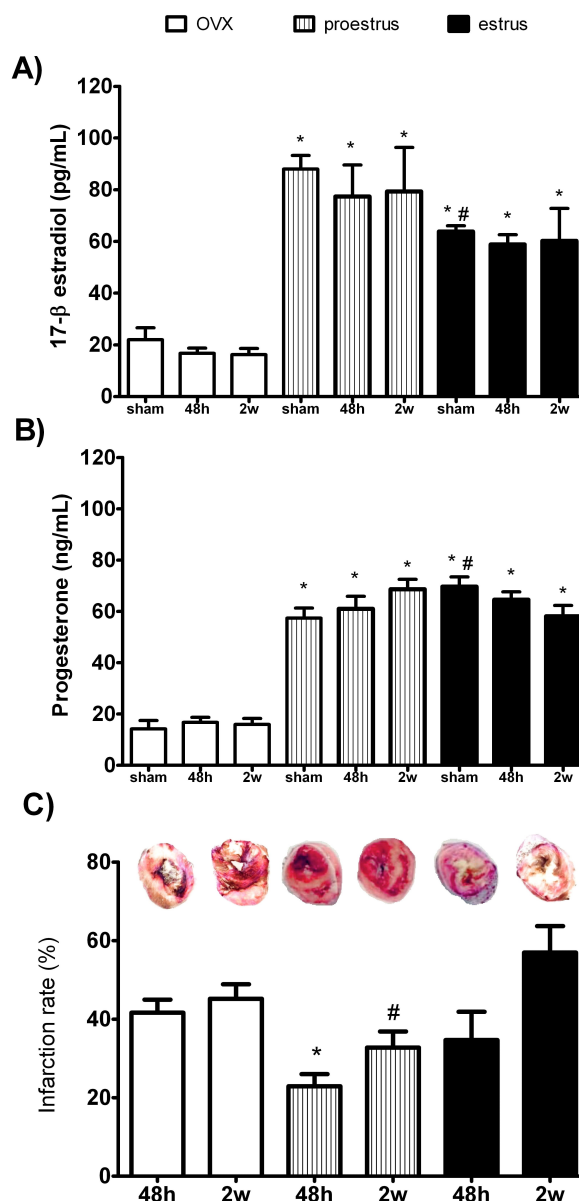 OVX proestrus estrus
A)
17-β estradiol (pg/mL)
120
100
80
60
40
20
0
* * * * # * *
sham 48h 2w sham 48h 2w sham 48h 2w
B)
Progesterone (ng/mL)
120
100
80
60
40
20
0
* * * * # * *
sham 48h 2w sham 48h 2w sham 48h 2w
C)
Infarction rate (%)
80
60
40
20
0
* #
48h 2w 48h 2w 48h 2w